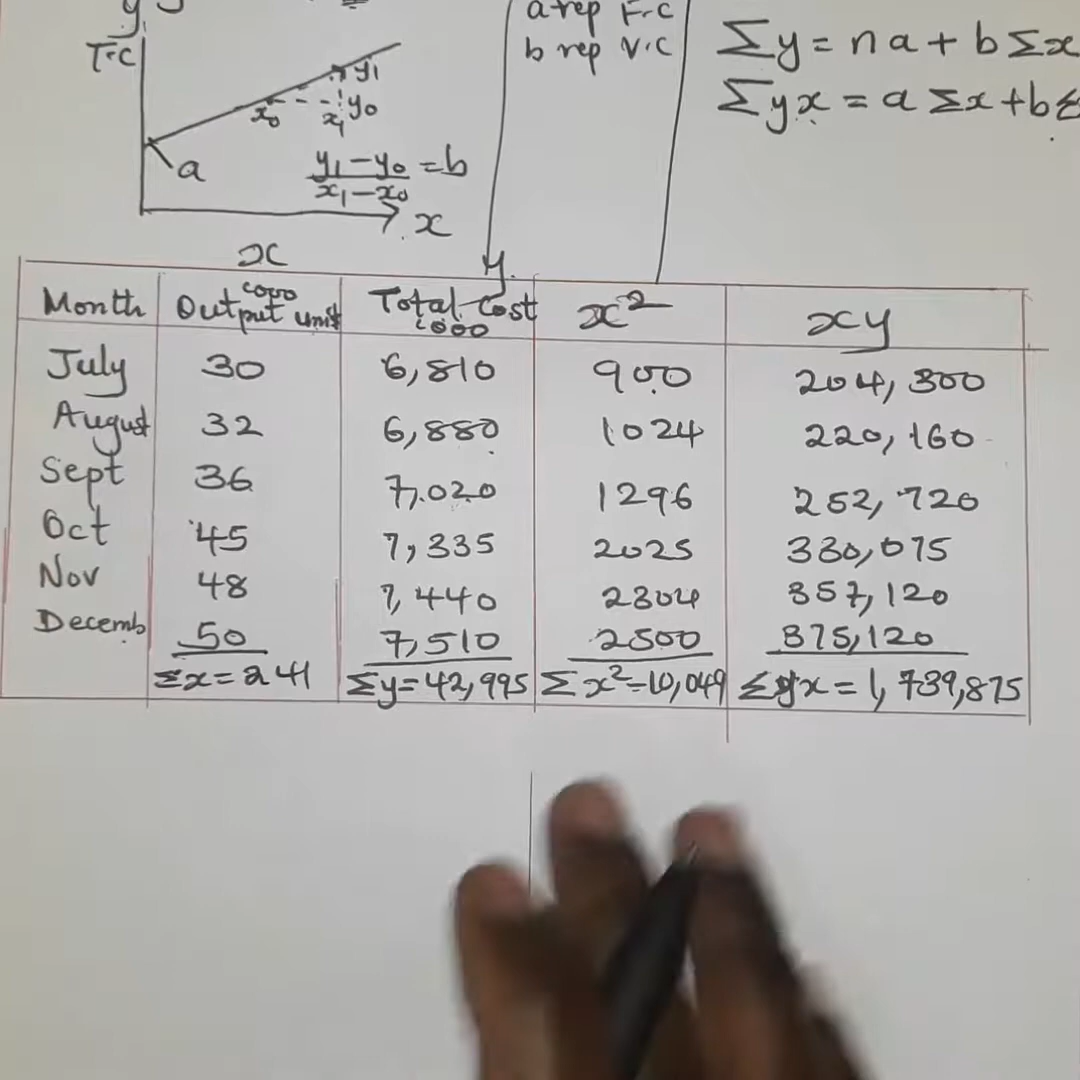 T-C
y₁
x₀
x₁
y₀
a
y₁ − y₀ = b
x₁ − x₀
x
a rep F-C
b rep V.C
Σy = na + bΣx
Σyx = aΣx + bΣ
x
y
Month Output unit '000 Total Cost '000 x² xy
July 30 6,810 900 204,300
August 32 6,880 1024 220,160
Sept 36 7,020 1296 252,720
Oct 45 7,335 2025 330,075
Nov 48 7,440 2304 357,120
Decemb 50 7,510 2500 375,120
Σx = 241 Σy = 42,995 Σx² = 10,049 Σyx = 1,739,875